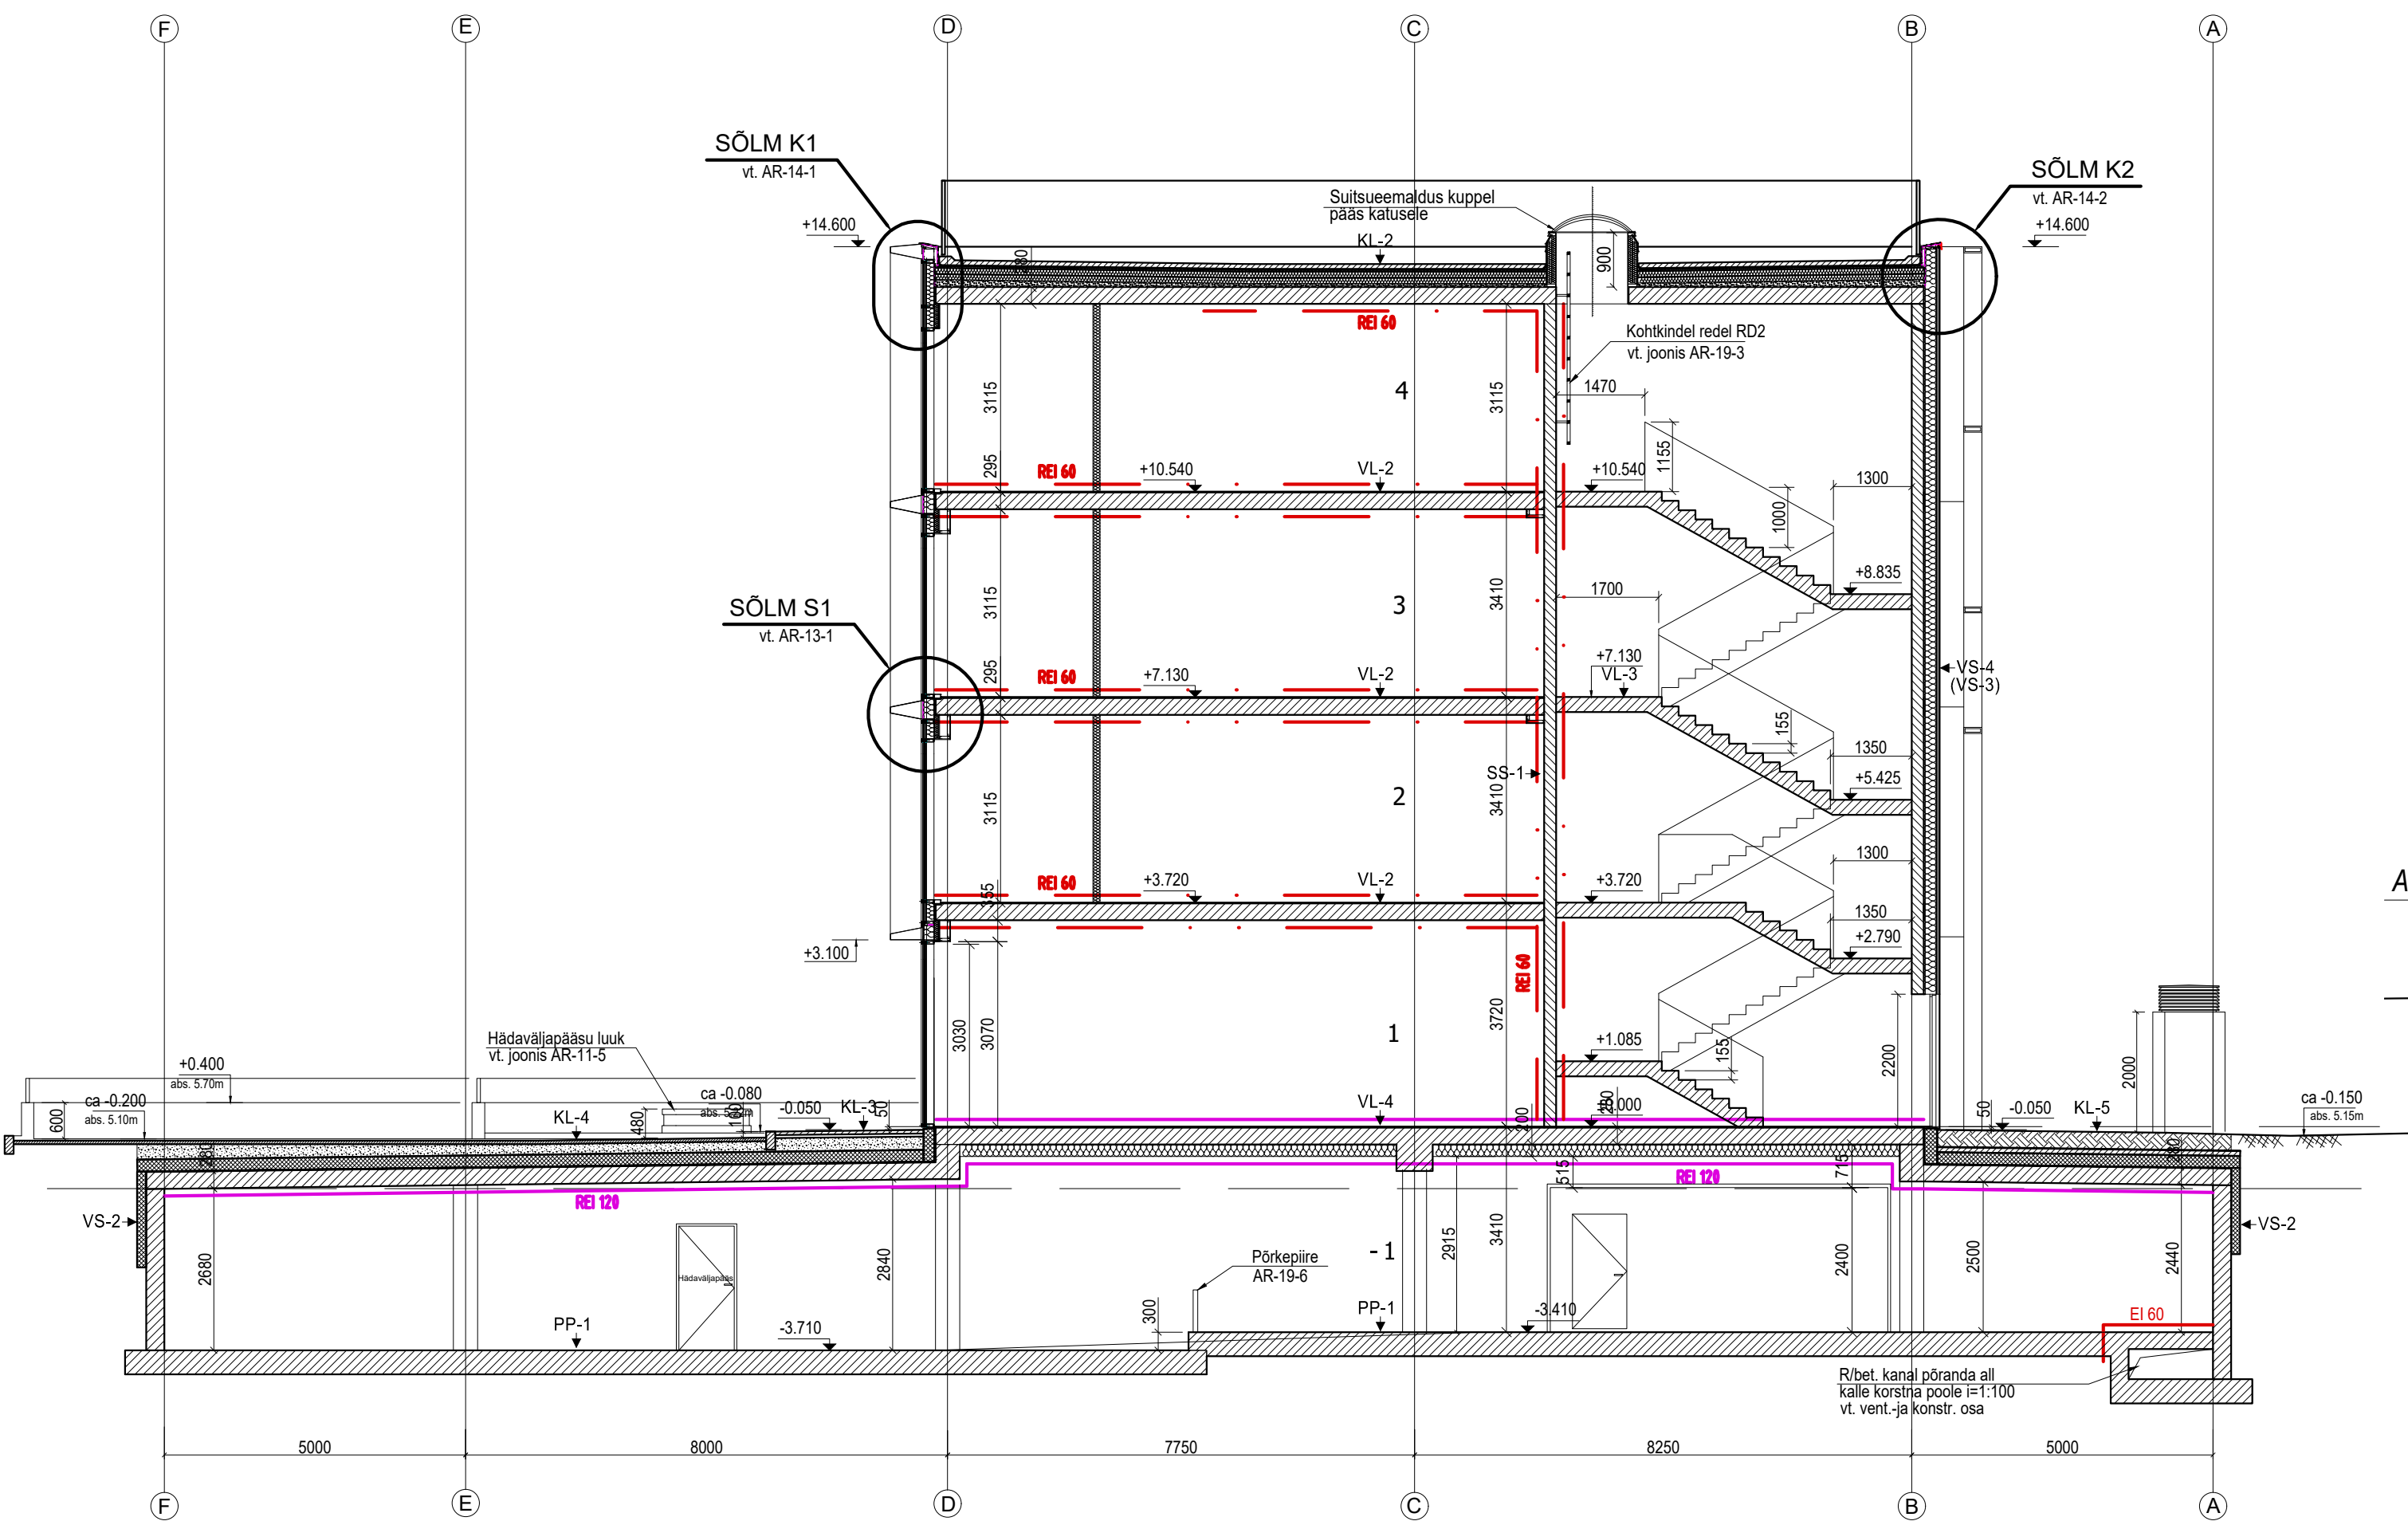 F
E
D
C
B
A
SÕLM K1
vt. AR-14-1
SÕLM K2
vt. AR-14-2
+14.600
+14.600
Suitsueemaldus kuppel
pääs katusele
KL-2
280
900
REI 60
Kohtkindel redel RD2
vt. joonis AR-19-3
4
3115
3115
1470
1155
295
REI 60
+10.540
VL-2
+10.540
1300
1000
+8.835
SÕLM S1
vt. AR-13-1
3115
3
3410
1700
295
REI 60
+7.130
VL-2
+7.130
VL-3
VS-4
(VS-3)
155
1350
SS-1
+5.425
3115
2
3410
1300
355
REI 60
+3.720
VL-2
+3.720
1350
+2.790
+3.100
REI 60
3030
3070
1
3720
+1.085
155
2200
2000
Hädaväljapääsu luuk
vt. joonis AR-11-5
+0.400
abs. 5.70m
600
ca -0.200
abs. 5.10m
KL-4
480
ca -0.080
160
-0.050
KL-3
50
VL-4
200
50
-0.050
KL-5
ca -0.150
abs. 5.15m
A
280
280
REI 120
515
REI 120
715
VS-2
VS-2
2680
Hädaväljapääs
2840
Põrkepiire
AR-19-6
-1
2915
3410
2400
2500
2440
300
PP-1
-3.710
PP-1
-3.410
EI 60
R/bet. kanal põranda all
kalle korstna poole i=1:100
vt. vent.-ja konstr. osa
5000
8000
7750
8250
5000
F
E
D
C
B
A